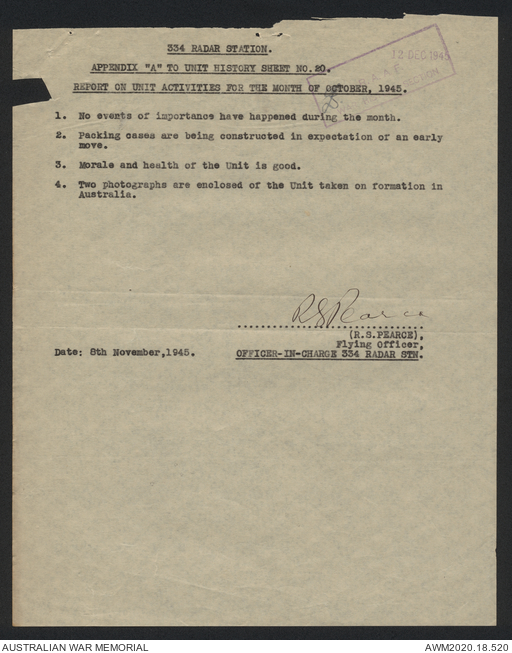 334 RADAR STATION.
12 DEC 1945
APPENDIX "A" TO UNIT HISTORY SHEET NO.20.
REPORT ON UNIT ACTIVITIES FOR THE MONTH OF OCTOBER, 1945.
1. No events of importance have happened during the month.
2. Packing cases are being constructed in expectation of an early
move.
3. Morale and health of the Unit is good.
4. Two photographs are enclosed of the Unit taken on formation in
Australia.
RSPearce
(R.S.PEARCE),
Flying Officer,
Date: 8th November,1945.
OFFICER-IN-CHARGE 334 RADAR STN.
AUSTRALIAN WAR MEMORIAL
AWM2020.18.520